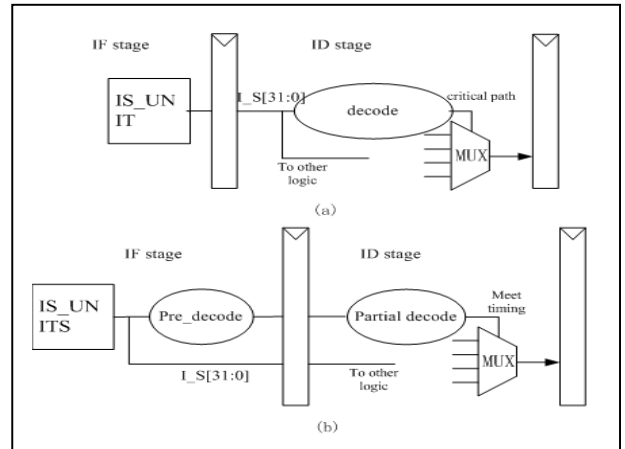 IF stage
ID stage
IS_UN
IT
I_S[31:0]
decode
critical path
MUX
To other
logic
(a)
IF stage
ID stage
IS_UN
ITS
Pre_decode
Partial decode
Meet
timing
MUX
I_S[31:0]
To other
logic
(b)